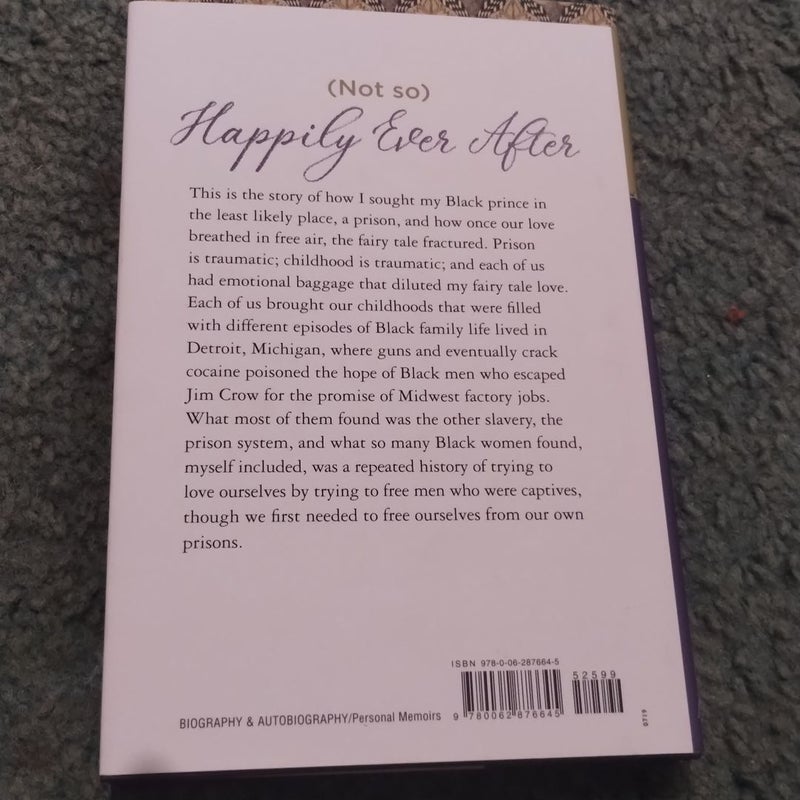 (Not so)
Happily Ever After
This is the story of how I sought my Black prince in
the least likely place, a prison, and how once our love
breathed in free air, the fairy tale fractured. Prison
is traumatic; childhood is traumatic; and each of us
had emotional baggage that diluted my fairy tale love.
Each of us brought our childhoods that were filled
with different episodes of Black family life lived in
Detroit, Michigan, where guns and eventually crack
cocaine poisoned the hope of Black men who escaped
Jim Crow for the promise of Midwest factory jobs.
What most of them found was the other slavery, the
prison system, and what so many Black women found,
myself included, was a repeated history of trying to
love ourselves by trying to free men who were captives,
though we first needed to free ourselves from our own
prisons.
ISBN 978-0-06-287664-5
52599
BIOGRAPHY & AUTOBIOGRAPHY/Personal Memoirs
9 780062 876645
0719